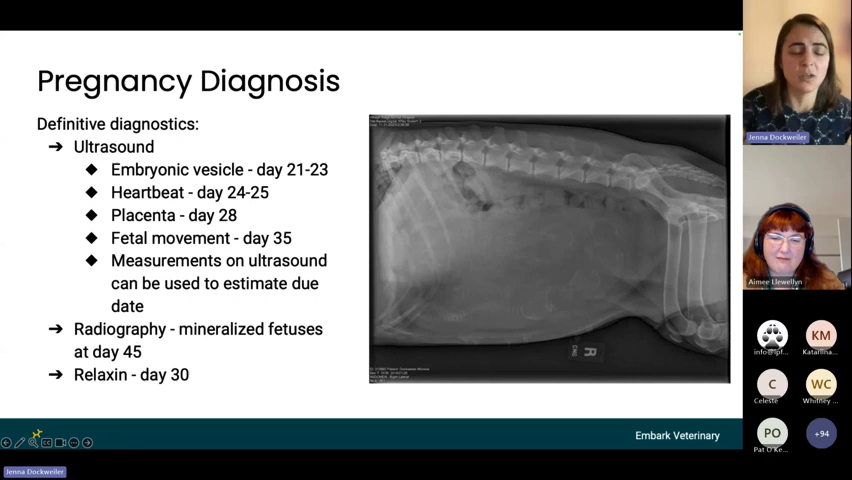 Pregnancy Diagnosis
Definitive diagnostics:
➔ Ultrasound
◆ Embryonic vesicle - day 21-23
◆ Heartbeat - day 24-25
◆ Placenta - day 28
◆ Fetal movement - day 35
◆ Measurements on ultrasound
can be used to estimate due
date
➔ Radiography - mineralized fetuses
at day 45
➔ Relaxin - day 30
R
Embark Veterinary
Jenna Dockweiler
Jenna Dockweiler
Aimee Llewellyn
info@ipf...
KM
Katariina...
C
Celeste
WC
Whitney ...
PO
Pat O'Ke...
+94